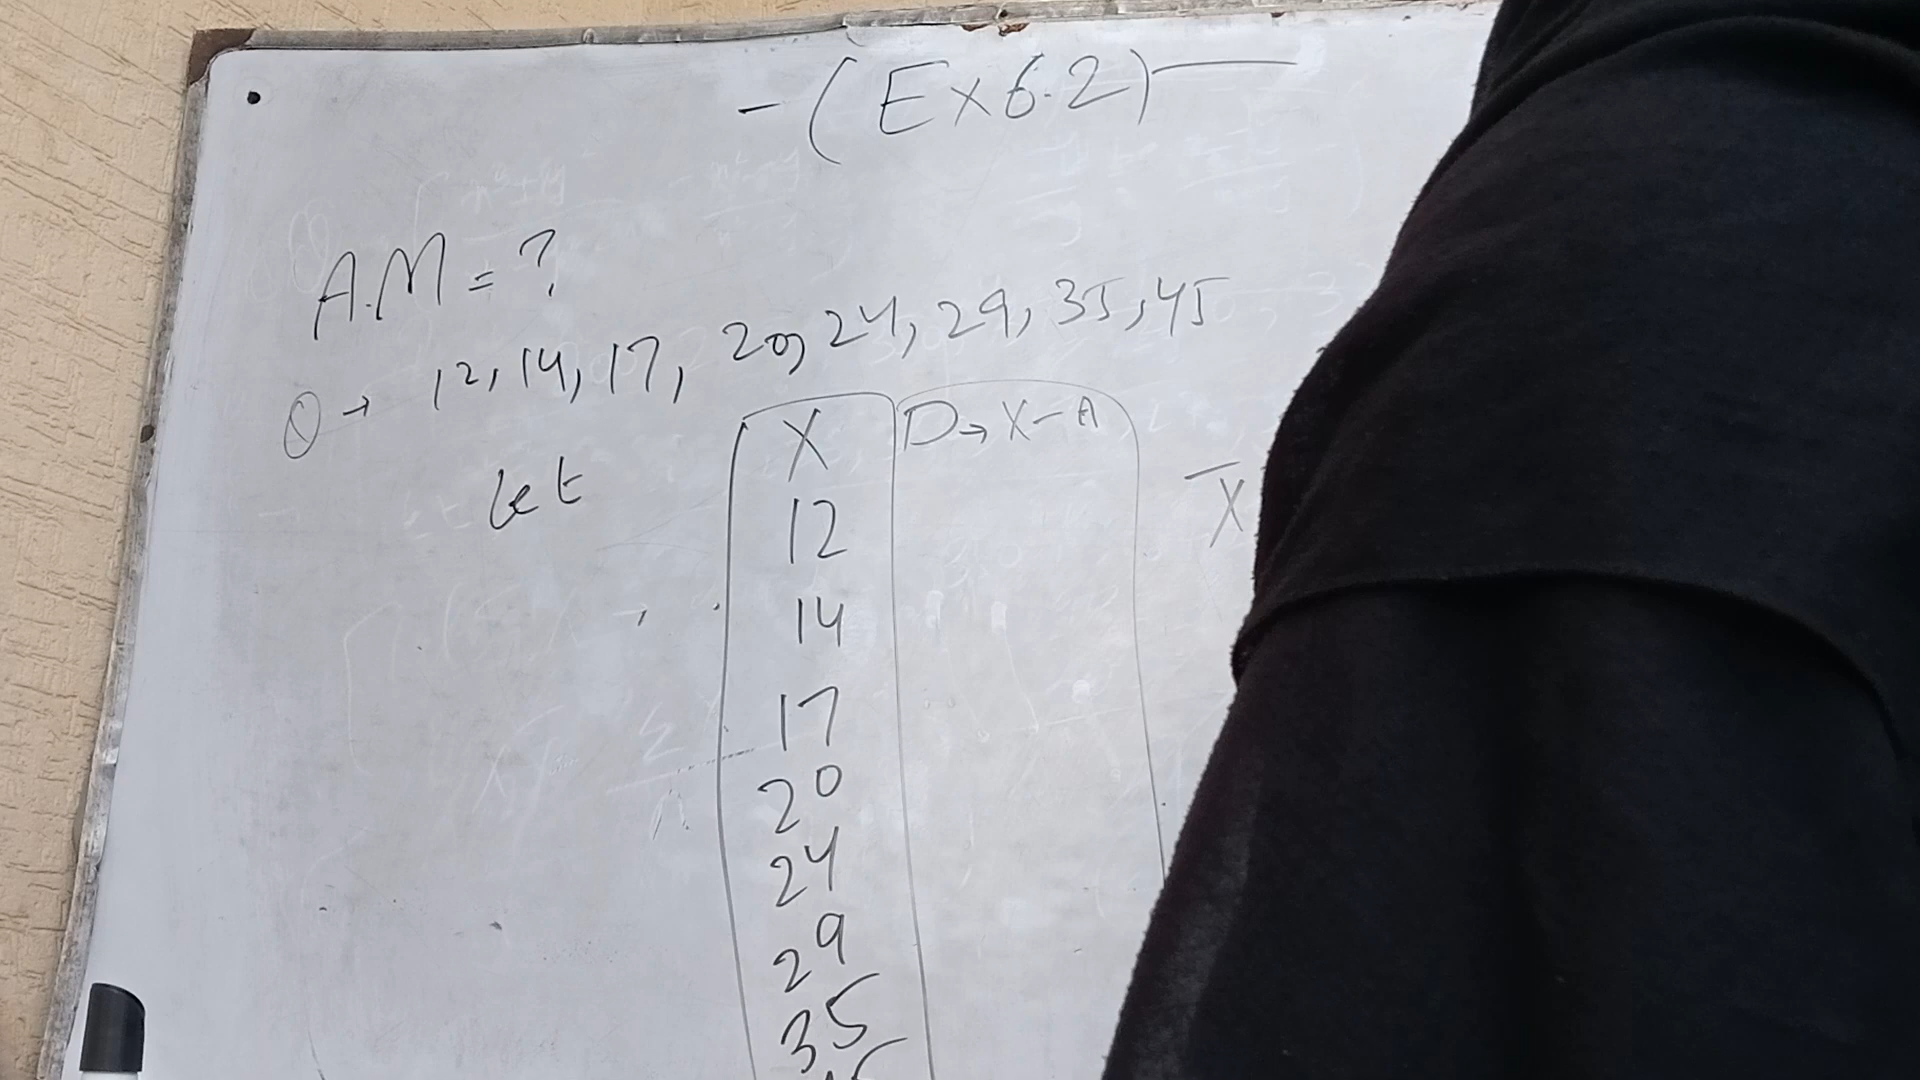 -(Ex 6.2)-
A.M = ?
Q→ 12, 14, 17, 20, 24, 29, 35, 45
let
X D→X-A
X̄
12
14
17
20
24
29
35